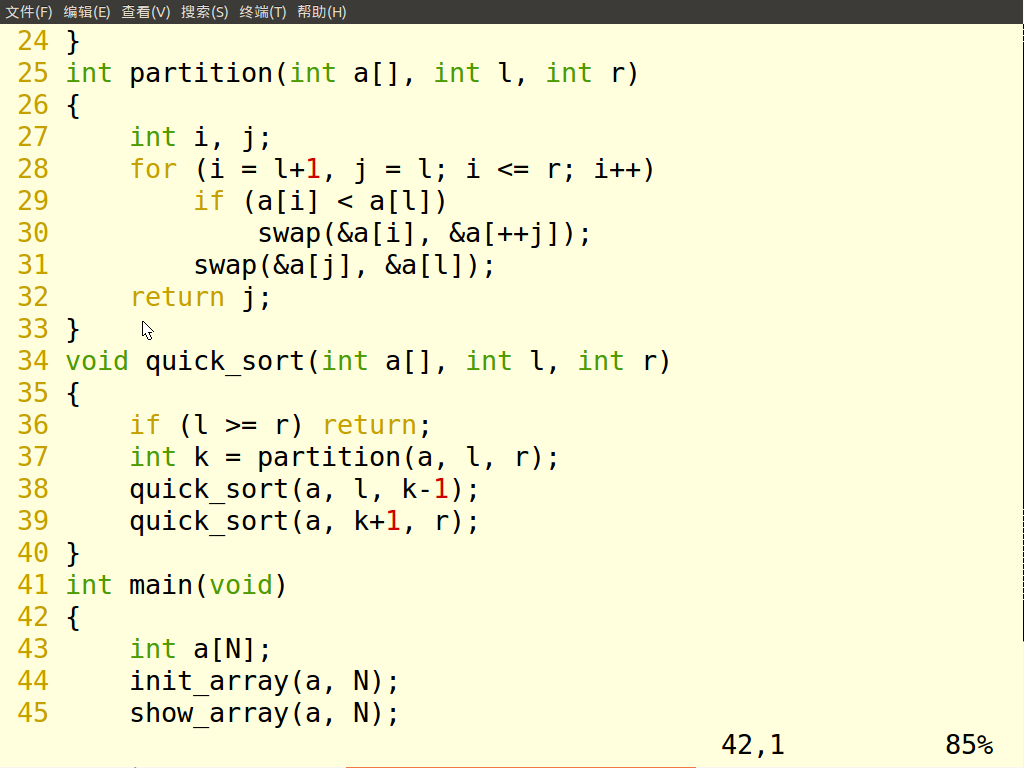 文件(F) 编辑(E) 查看(V) 搜索(S) 终端(T) 帮助(H)
24 }
25 int partition(int a[], int l, int r)
26 {
27     int i, j;
28     for (i = l+1, j = l; i <= r; i++)
29         if (a[i] < a[l])
30             swap(&a[i], &a[++j]);
31         swap(&a[j], &a[l]);
32     return j;
33 }
34 void quick_sort(int a[], int l, int r)
35 {
36     if (l >= r) return;
37     int k = partition(a, l, r);
38     quick_sort(a, l, k-1);
39     quick_sort(a, k+1, r);
40 }
41 int main(void)
42 {
43     int a[N];
44     init_array(a, N);
45     show_array(a, N);
42,1 85%